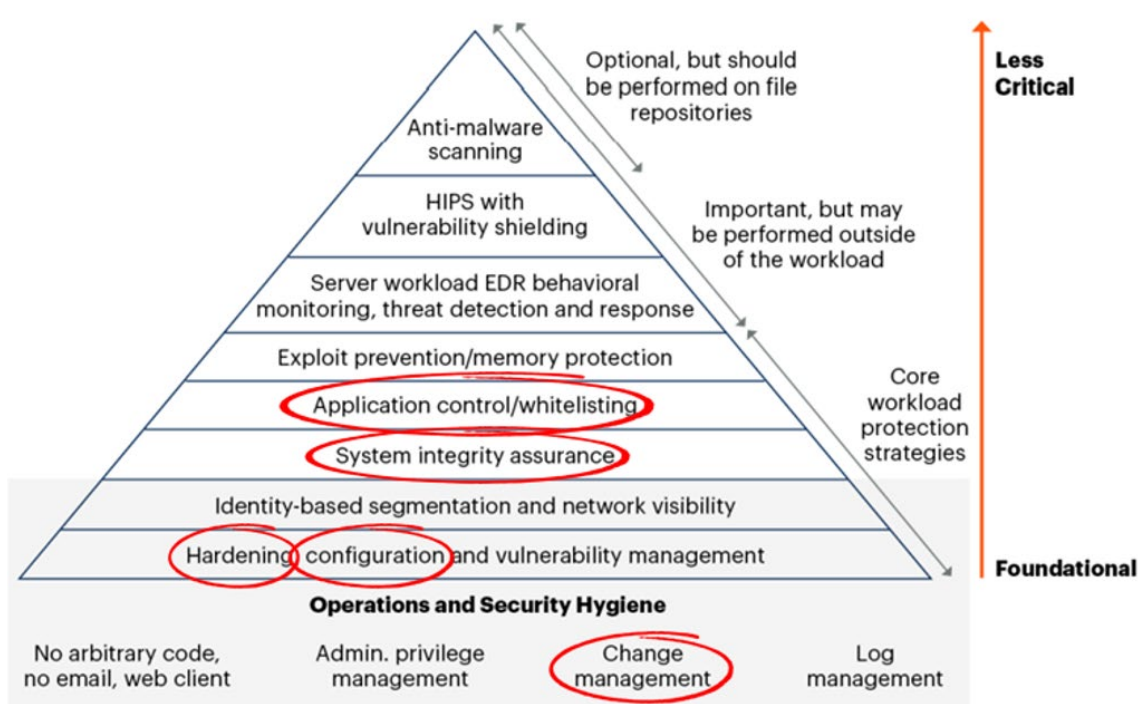 Optional, but should
be performed on file
repositories
Less
Critical
Anti-malware
scanning
HIPS with
vulnerability shielding
Important, but may
be performed outside
of the workload
Server workload EDR behavioral
monitoring, threat detection and response
Exploit prevention/memory protection
Application control/whitelisting
System integrity assurance
Core
workload
protection
strategies
Identity-based segmentation and network visibility
Hardening configuration and vulnerability management
Foundational
Operations and Security Hygiene
No arbitrary code,
no email, web client
Admin. privilege
management
Change
management
Log
management